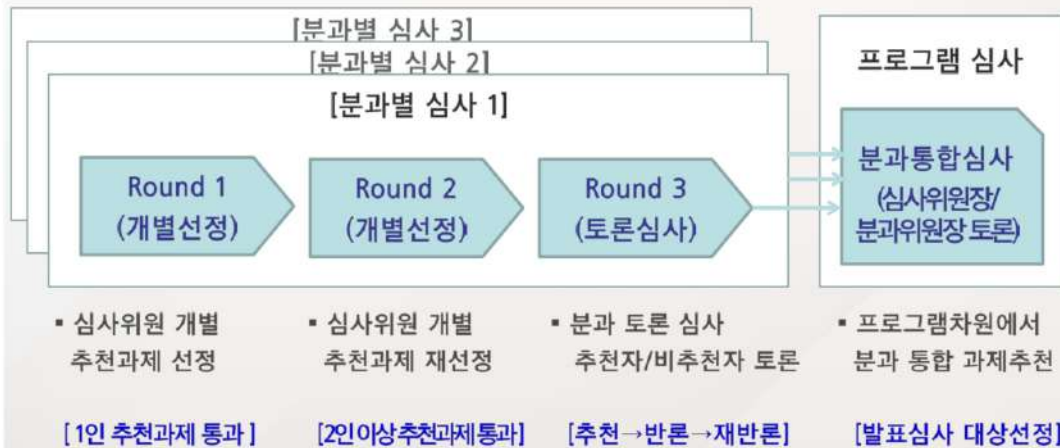 [분과별 심사 3]
[분과별 심사 2]
[분과별 심사 1]
Round 1
(개별선정)
Round 2
(개별선정)
Round 3
(토론심사)
프로그램 심사
분과통합심사
(심사위원장/
분과위원장 토론)
▪ 심사위원 개별
추천과제 선정
[1인 추천과제 통과]
▪ 심사위원 개별
추천과제 재선정
[2인이상추천과제통과]
▪ 분과 토론 심사
추천자/비추천자 토론
[추천→반론→재반론]
▪ 프로그램차원에서
분과 통합 과제추천
[발표심사 대상선정]